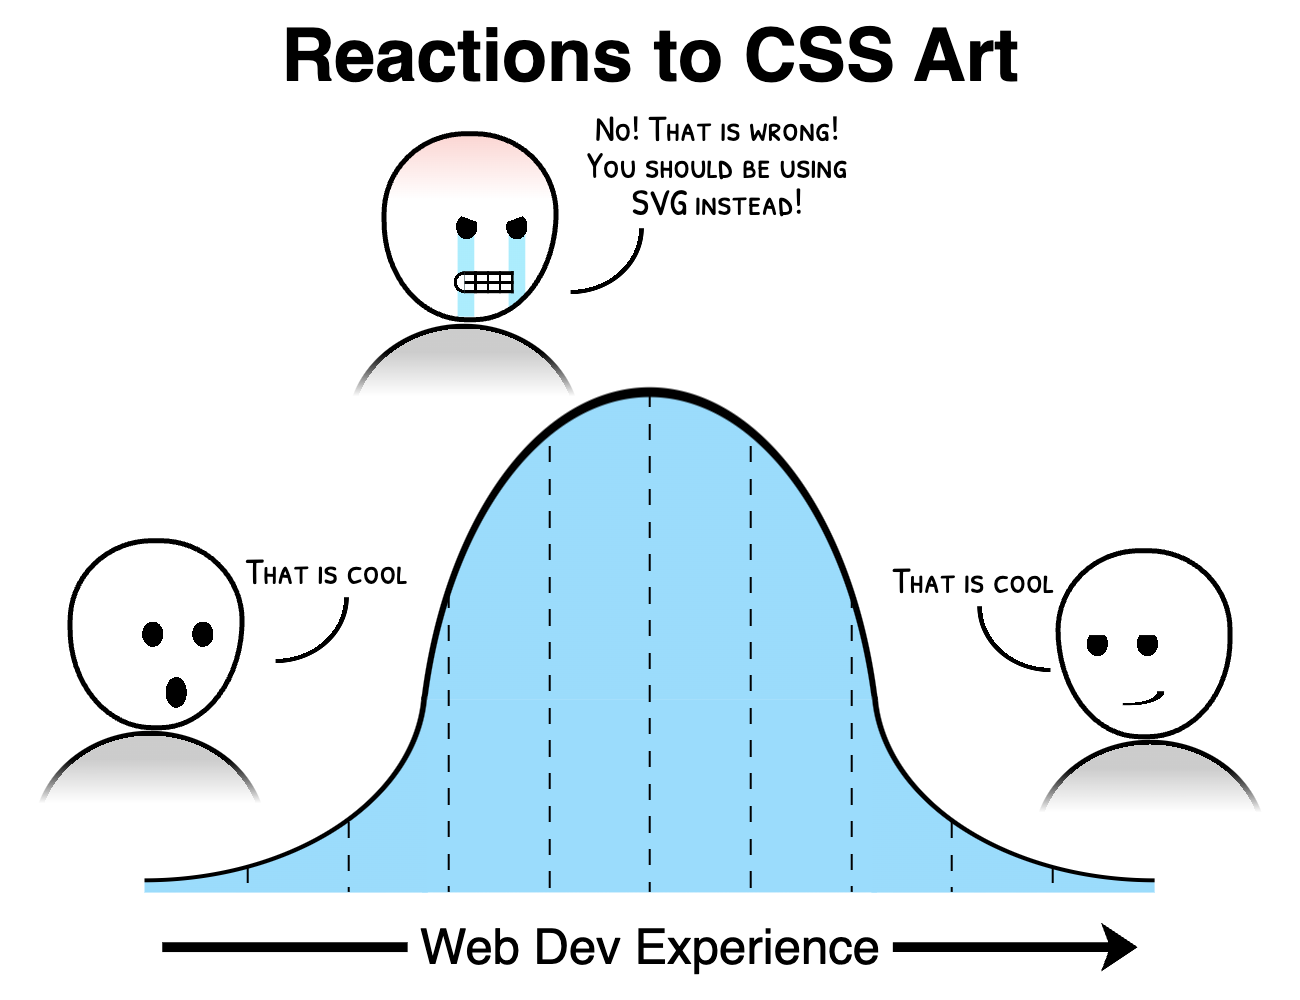 Reactions to CSS Art
No! That is wrong!
You should be using
SVG instead!
That is cool
That is cool
Web Dev Experience